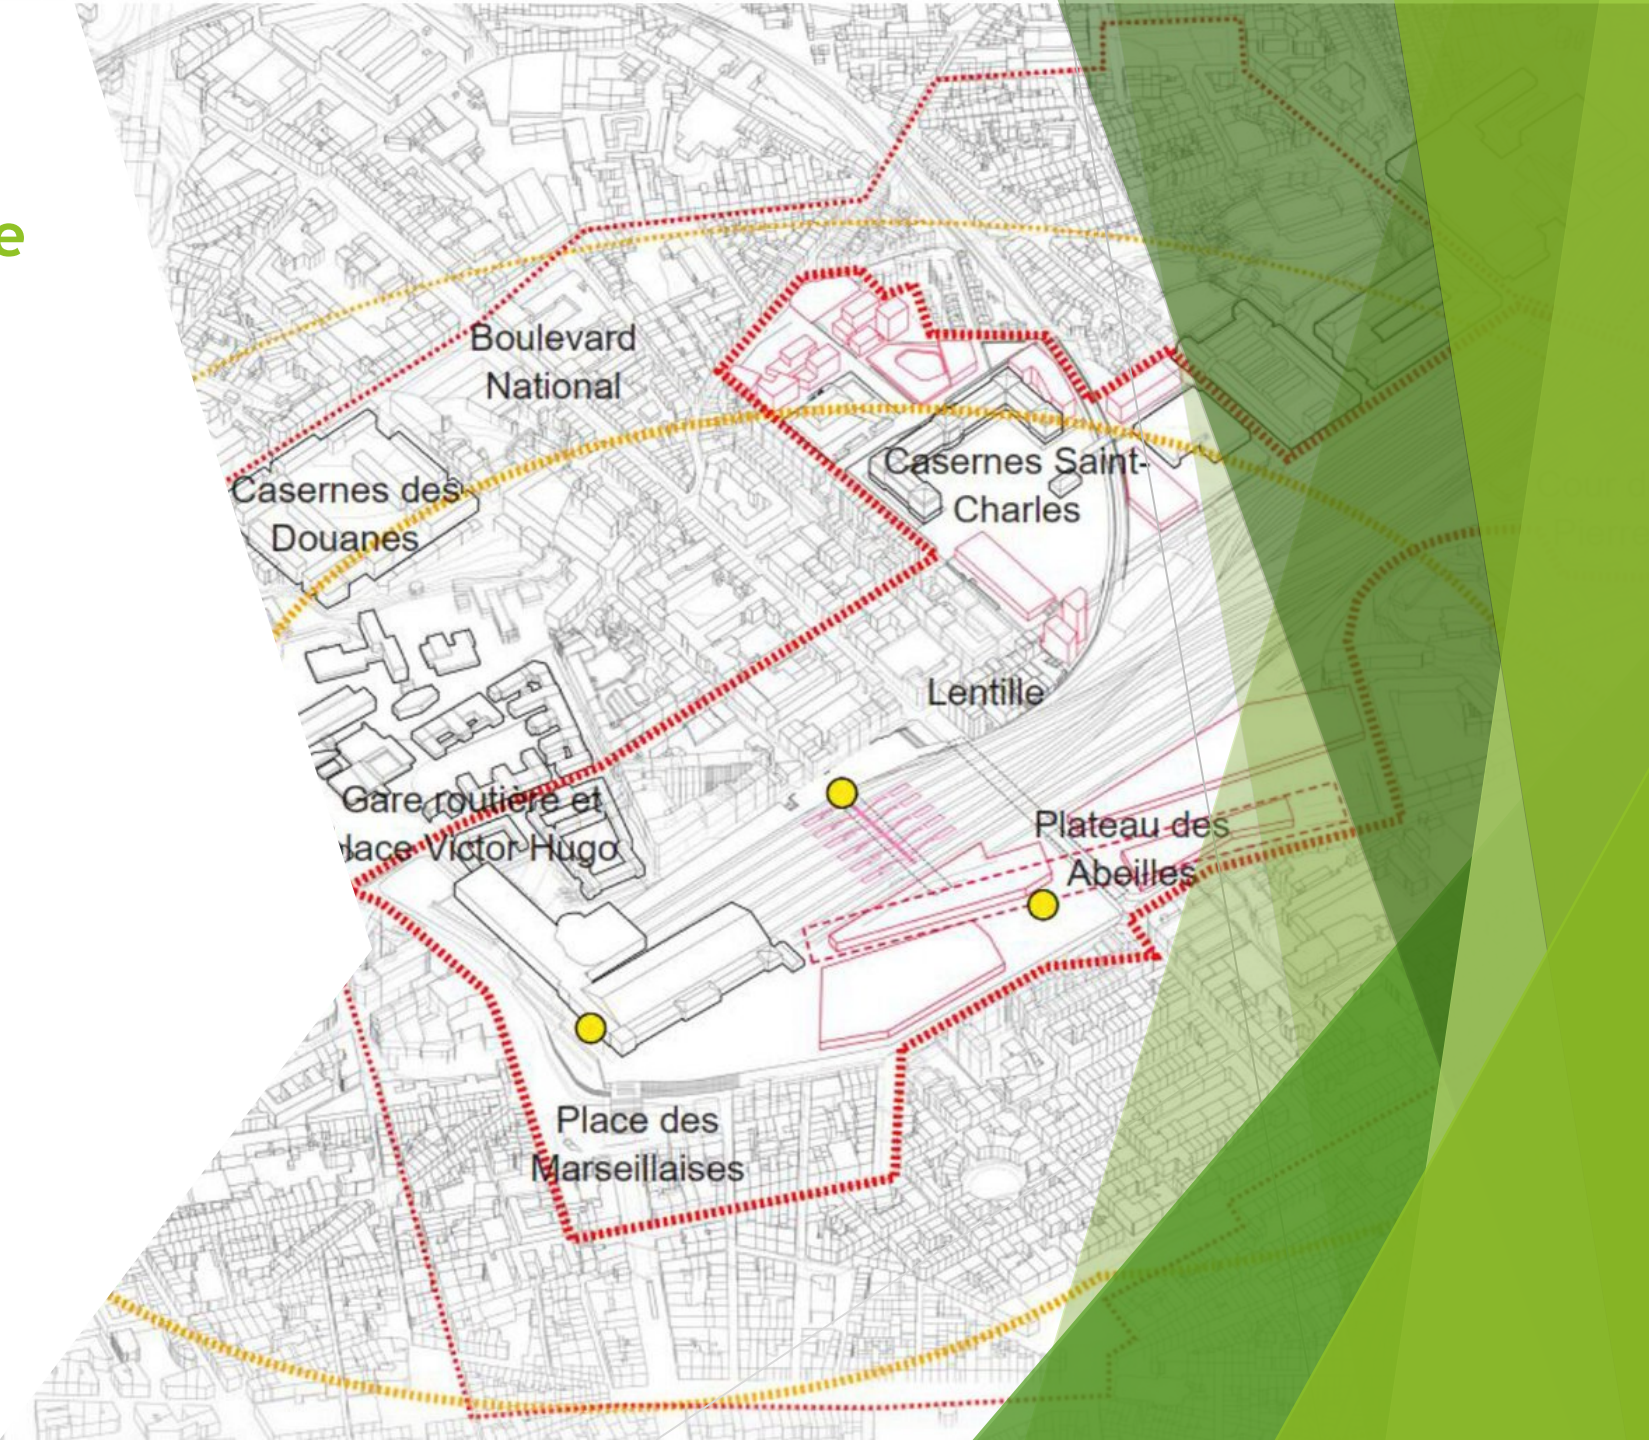 e
Boulevard
National
Casernes des
Douanes
Casernes Saint-
Charles
Lentille
Gare routière et
lace Victor Hugo
Plateau des
Abeilles
Place des
Marseillaises